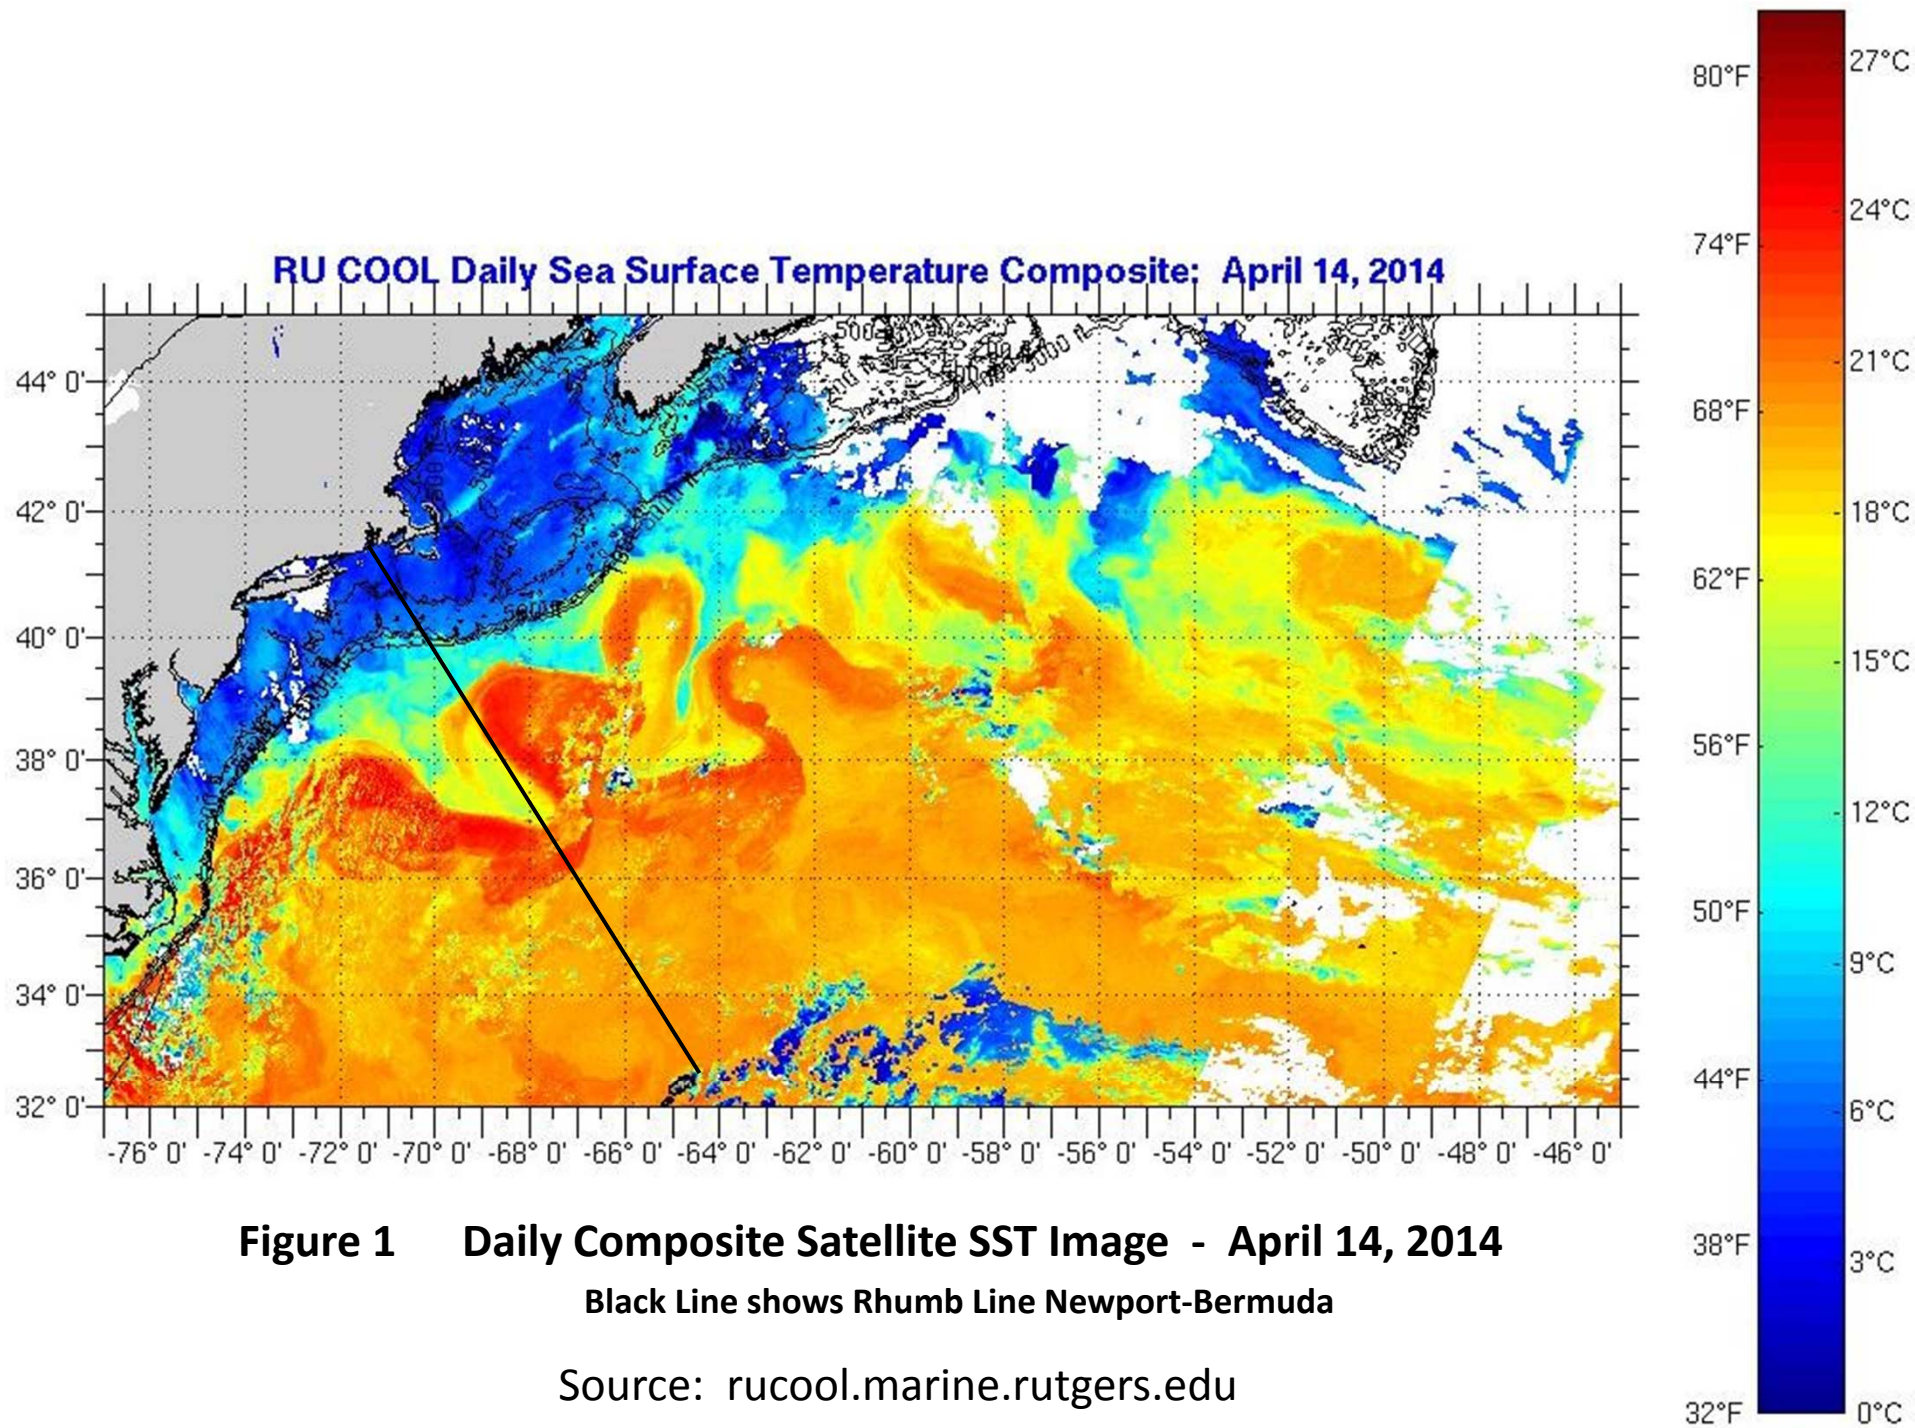 RU COOL Daily Sea Surface Temperature Composite: April 14, 2014
44° 0'
42° 0'
40° 0'
38° 0'
36° 0'
34° 0'
32° 0'
-76° 0' -74° 0' -72° 0' -70° 0' -68° 0' -66° 0' -64° 0' -62° 0' -60° 0' -58° 0' -56° 0' -54° 0' -52° 0' -50° 0' -48° 0' -46° 0'
80°F
74°F
68°F
62°F
56°F
50°F
44°F
38°F
32°F
27°C
24°C
21°C
18°C
15°C
12°C
9°C
6°C
3°C
0°C
Figure 1 Daily Composite Satellite SST Image - April 14, 2014
Black Line shows Rhumb Line Newport-Bermuda
Source: rucool.marine.rutgers.edu